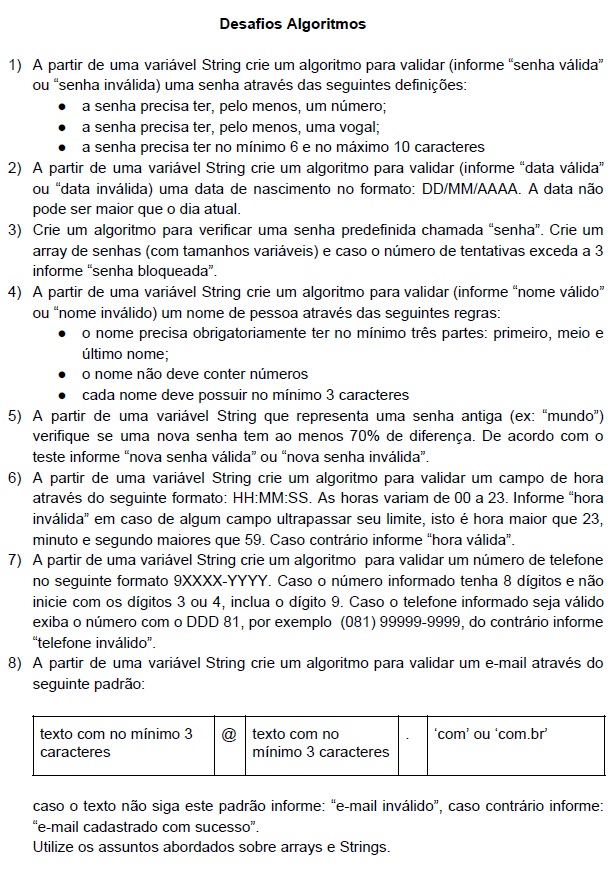 Desafios Algoritmos
1) A partir de uma variável String crie um algoritmo para validar (informe “senha válida”
ou “senha inválida) uma senha através das seguintes definições:
● a senha precisa ter, pelo menos, um número;
● a senha precisa ter, pelo menos, uma vogal;
● a senha precisa ter no mínimo 6 e no máximo 10 caracteres
2) A partir de uma variável String crie um algoritmo para validar (informe “data válida”
ou “data inválida) uma data de nascimento no formato: DD/MM/AAAA. A data não
pode ser maior que o dia atual.
3) Crie um algoritmo para verificar uma senha predefinida chamada “senha”. Crie um
array de senhas (com tamanhos variáveis) e caso o número de tentativas exceda a 3
informe “senha bloqueada”.
4) A partir de uma variável String crie um algoritmo para validar (informe “nome válido”
ou “nome inválido) um nome de pessoa através das seguintes regras:
● o nome precisa obrigatoriamente ter no mínimo três partes: primeiro, meio e
último nome;
● o nome não deve conter números
● cada nome deve possuir no mínimo 3 caracteres
5) A partir de uma variável String que representa uma senha antiga (ex: “mundo”)
verifique se uma nova senha tem ao menos 70% de diferença. De acordo com o
teste informe “nova senha válida” ou “nova senha inválida”.
6) A partir de uma variável String crie um algoritmo para validar um campo de hora
através do seguinte formato: HH:MM:SS. As horas variam de 00 a 23. Informe “hora
inválida” em caso de algum campo ultrapassar seu limite, isto é hora maior que 23,
minuto e segundo maiores que 59. Caso contrário informe “hora válida”.
7) A partir de uma variável String crie um algoritmo para validar um número de telefone
no seguinte formato 9XXXX-YYYY. Caso o número informado tenha 8 dígitos e não
inicie com os dígitos 3 ou 4, inclua o dígito 9. Caso o telefone informado seja válido
exiba o número com o DDD 81, por exemplo (081) 99999-9999, do contrário informe
“telefone inválido”.
8) A partir de uma variável String crie um algoritmo para validar um e-mail através do
seguinte padrão:
texto com no mínimo 3
caracteres
@
texto com no
mínimo 3 caracteres
.
‘com’ ou ‘com.br’
caso o texto não siga este padrão informe: “e-mail inválido”, caso contrário informe:
“e-mail cadastrado com sucesso”.
Utilize os assuntos abordados sobre arrays e Strings.